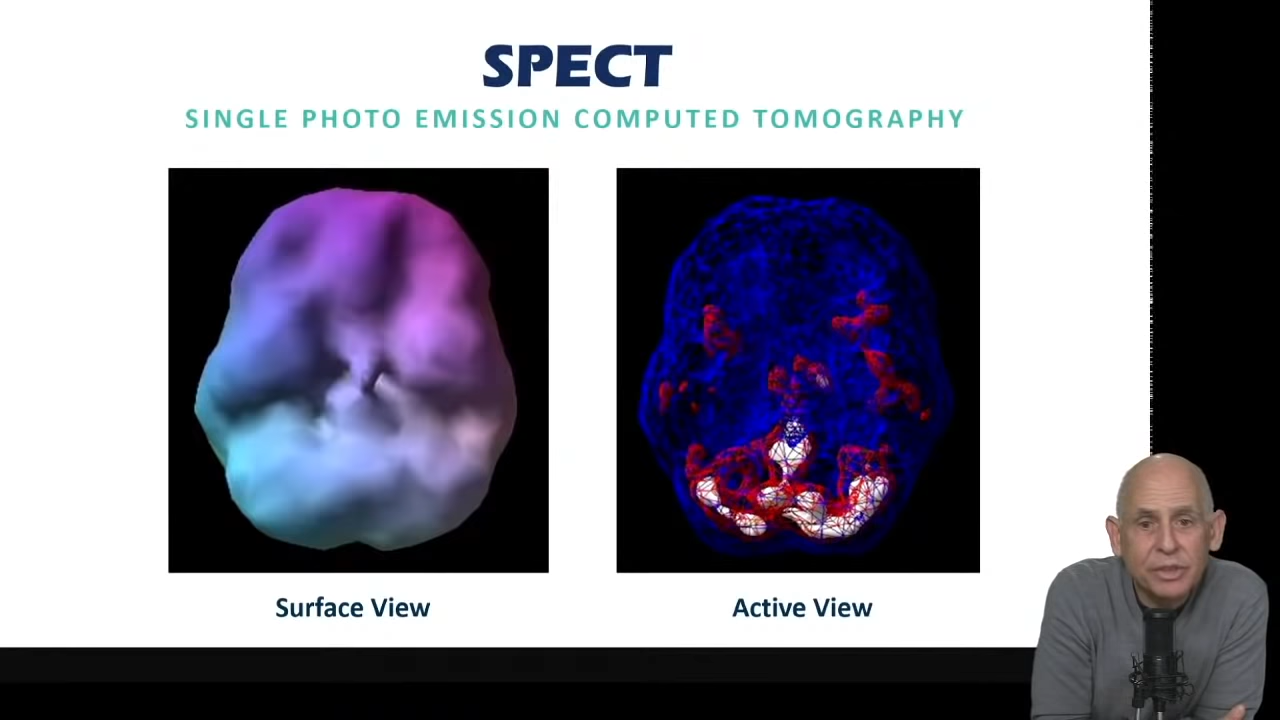 SPECT
SINGLE PHOTO EMISSION COMPUTED TOMOGRAPHY
Surface View
Active View